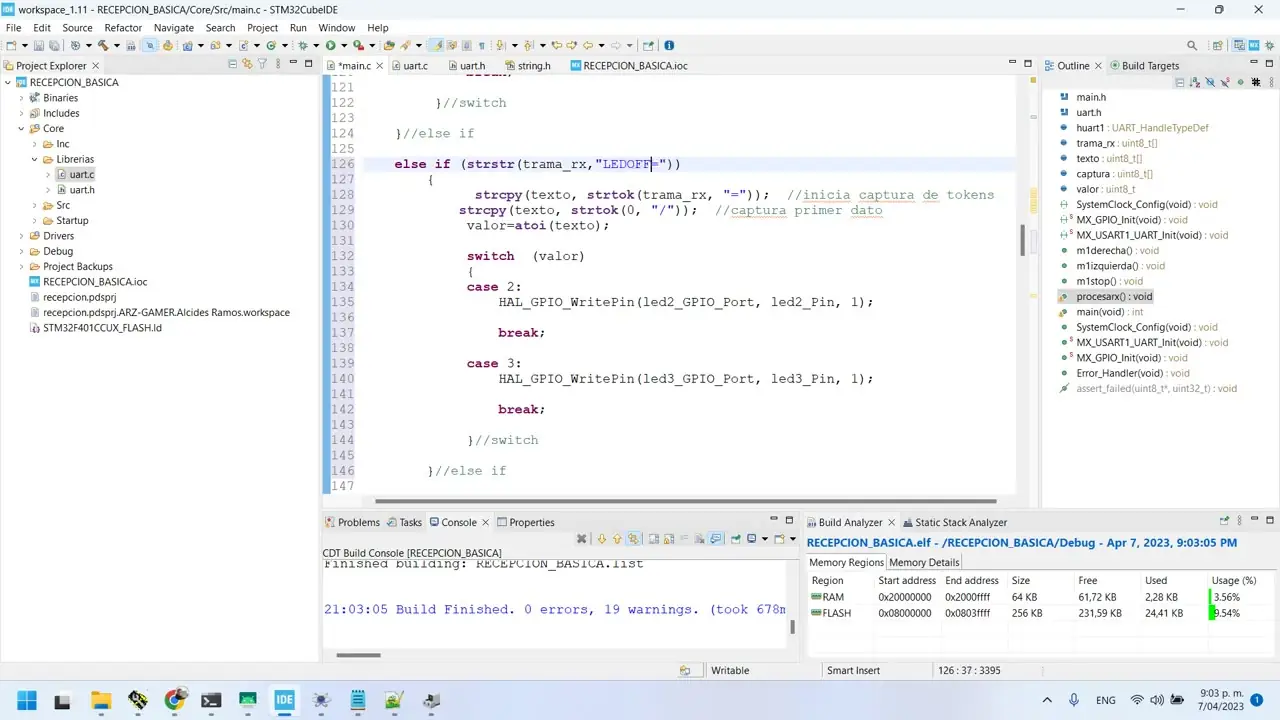 workspace_1.11 - RECEPCION_BASICA/Core/Src/main.c - STM32CubeIDE
File Edit Source Refactor Navigate Search Project Run Window Help
Project Explorer
RECEPCION_BASICA
Binaries
Includes
Core
Inc
Librerias
uart.c
uart.h
Src
Startup
Drivers
Debug
Project Backups
RECEPCION_BASICA.ioc
recepcion.pdsprj
recepcion.pdsprj.ARZ-GAMER.Alcides Ramos.workspace
STM32F401CCUX_FLASH.ld
*main.c uart.c uart.h string.h RECEPCION_BASICA.ioc
121
122 }//switch
123
124 }//else if
125
126 else if (strstr(trama_rx,"LEDOFF="))
127 {
128 strcpy(texto, strtok(trama_rx, "=")); //inicia captura de tokens
129 strcpy(texto, strtok(0, "/")); //captura primer dato
130 valor=atoi(texto);
131
132 switch (valor)
133 {
134 case 2:
135 HAL_GPIO_WritePin(led2_GPIO_Port, led2_Pin, 1);
136
137 break;
138
139 case 3:
140 HAL_GPIO_WritePin(led3_GPIO_Port, led3_Pin, 1);
141
142 break;
143
144 }//switch
145
146 }//else if
147
Outline Build Targets
main.h
uart.h
huart1 : UART_HandleTypeDef
trama_rx : uint8_t[]
texto : uint8_t[]
captura : uint8_t[]
valor : uint8_t
SystemClock_Config(void) : void
MX_GPIO_Init(void) : void
MX_USART1_UART_Init(void) : void
m1derecha() : void
m1izquierda() : void
m1stop() : void
procesarx() : void
main(void) : int
SystemClock_Config(void) : void
MX_USART1_UART_Init(void) : void
MX_GPIO_Init(void) : void
Error_Handler(void) : void
assert_failed(uint8_t*, uint32_t) : void
Problems Tasks Console Properties
CDT Build Console [RECEPCION_BASICA]
Finished building: RECEPCION_BASICA.list
21:03:05 Build Finished. 0 errors, 19 warnings. (took 678m
Build Analyzer Static Stack Analyzer
RECEPCION_BASICA.elf - /RECEPCION_BASICA/Debug - Apr 7, 2023, 9:03:05 PM
Memory Regions Memory Details
Region Start address End address Size Free Used Usage (%)
RAM 0x20000000 0x2000ffff 64 KB 61,72 KB 2,28 KB 3.56%
FLASH 0x08000000 0x0803ffff 256 KB 231,59 KB 24,41 KB 9.54%
Writable Smart Insert 126 : 37 : 3395
IDE
ENG
9:03 p. m.
7/04/2023
1